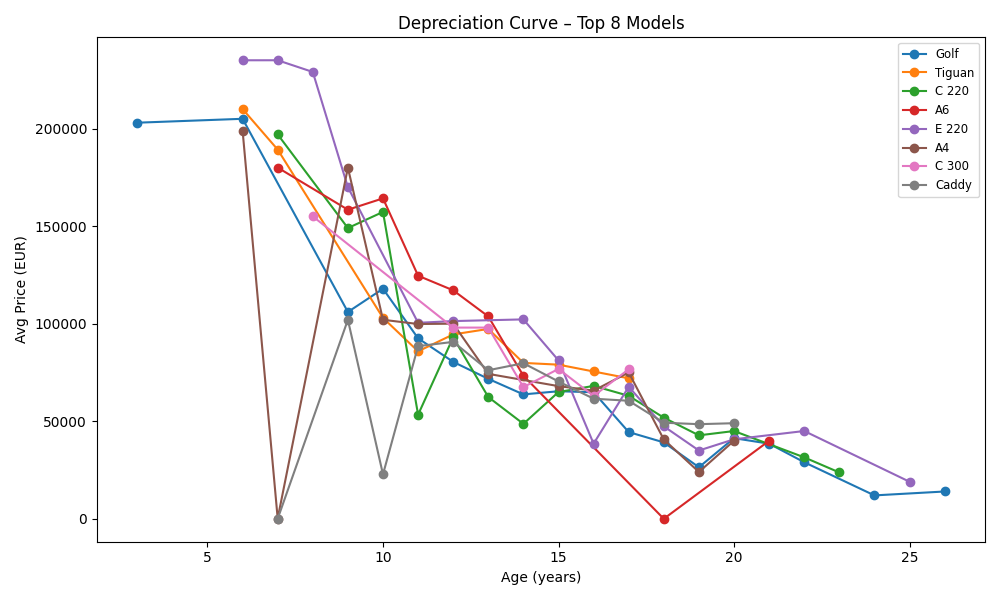 Depreciation Curve – Top 8 Models
Golf
Tiguan
C 220
A6
E 220
A4
C 300
Caddy
Avg Price (EUR)
200000
150000
100000
50000
0
5 10 15 20 25
Age (years)